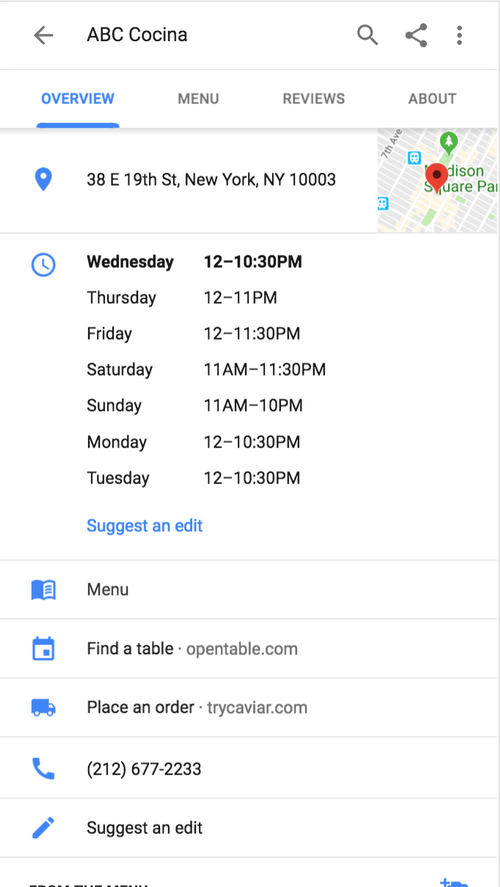 ABC Cocina
OVERVIEW MENU REVIEWS ABOUT
7th Ave
38 E 19th St, New York, NY 10003
dison
Square Par
Wednesday 12–10:30PM
Thursday 12–11PM
Friday 12–11:30PM
Saturday 11AM–11:30PM
Sunday 11AM–10PM
Monday 12–10:30PM
Tuesday 12–10:30PM
Suggest an edit
Menu
Find a table · opentable.com
Place an order · trycaviar.com
(212) 677-2233
Suggest an edit
FROM THE MENU